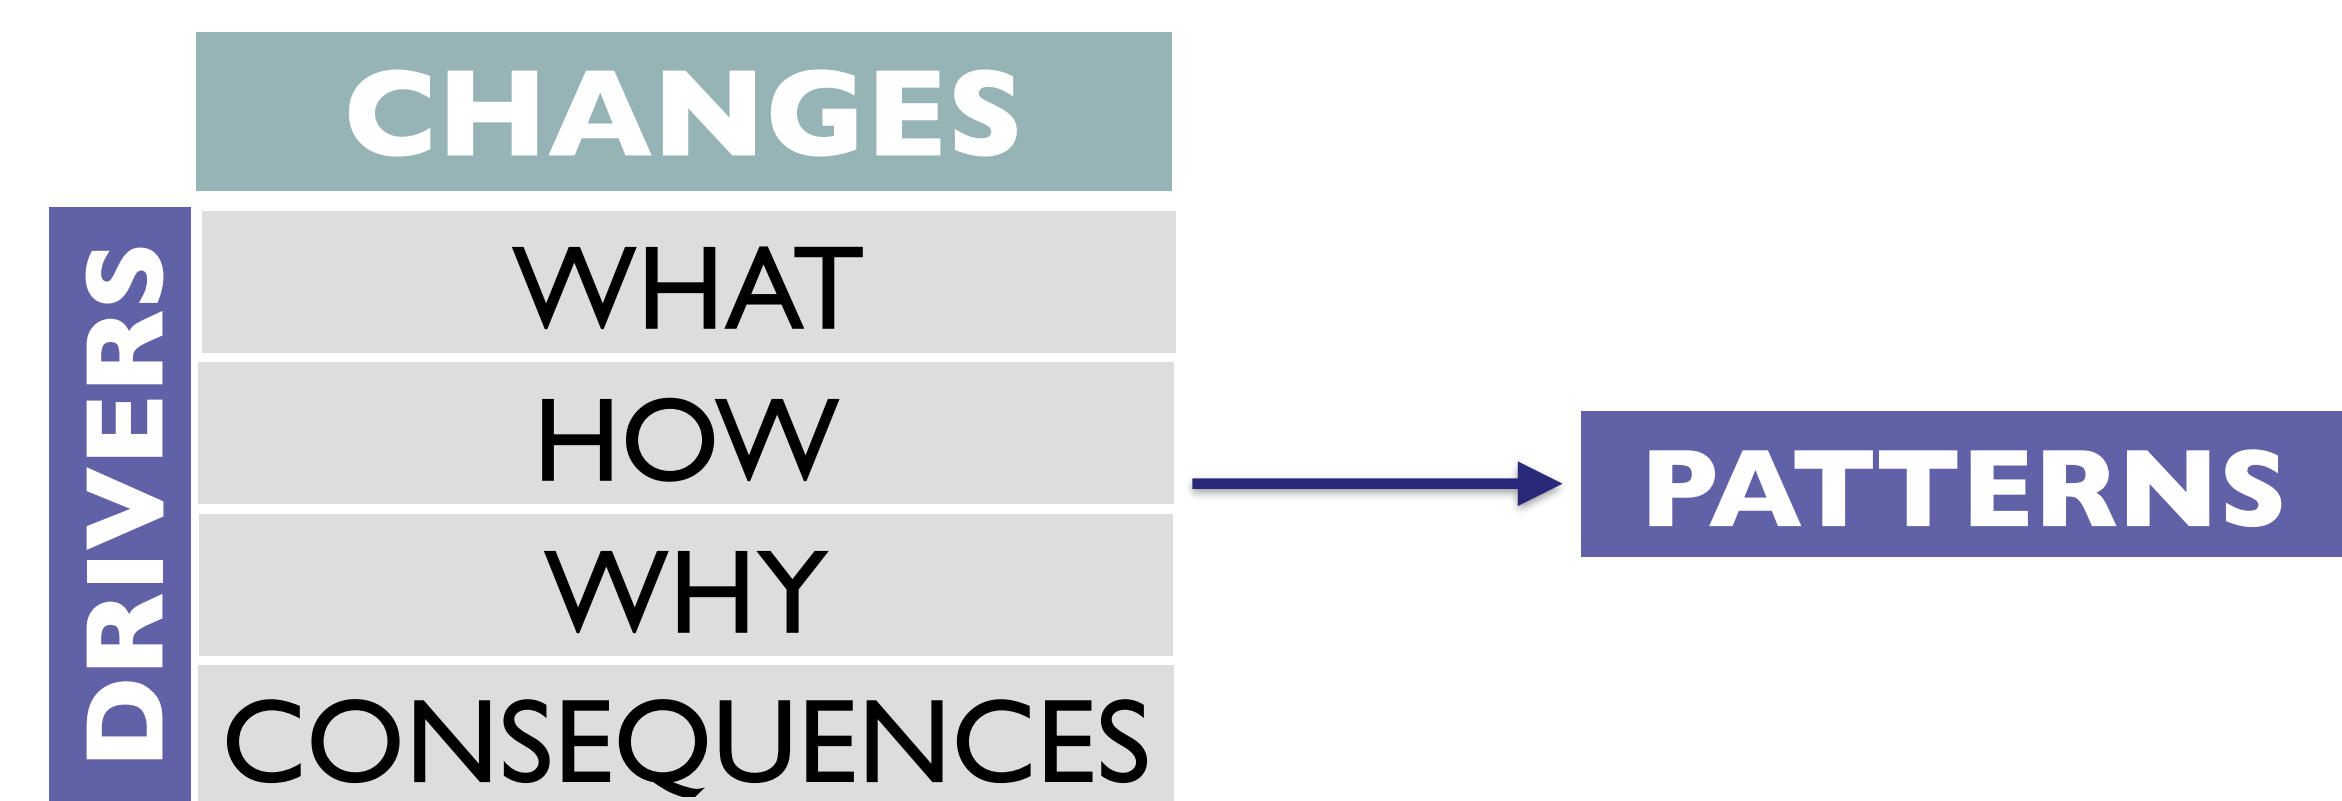 CHANGES
DRIVERS
WHAT
HOW
WHY
CONSEQUENCES
PATTERNS